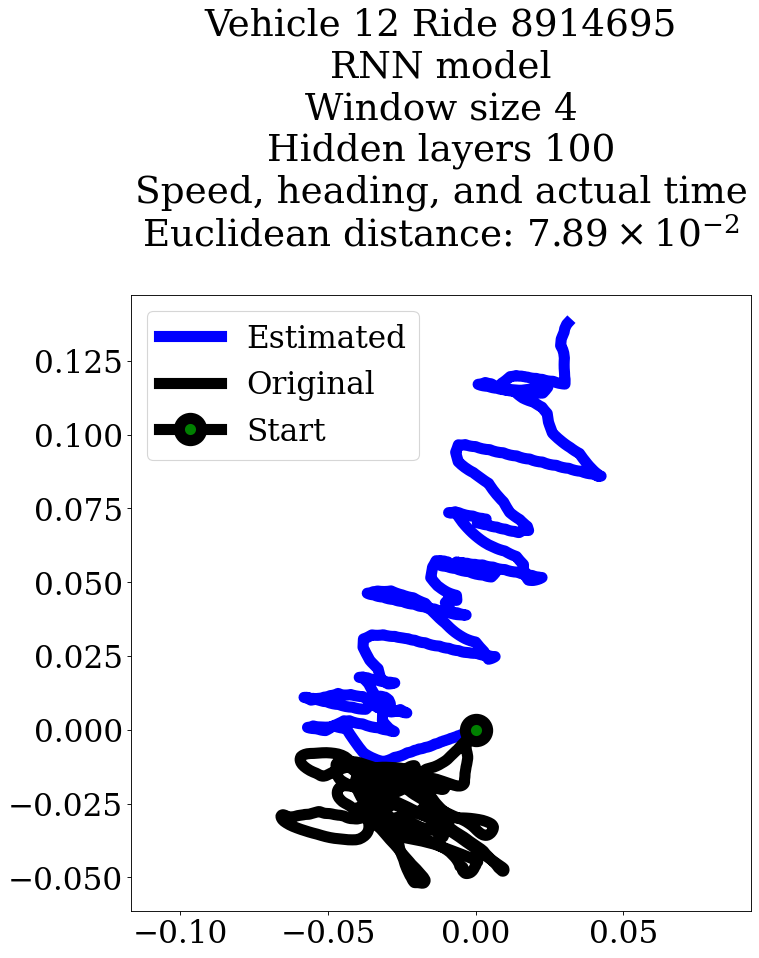 Vehicle 12 Ride 8914695
RNN model
Window size 4
Hidden layers 100
Speed, heading, and actual time
Euclidean distance: 7.89 × 10⁻²
Estimated
Original
Start
0.125
0.100
0.075
0.050
0.025
0.000
−0.025
−0.050
−0.10 −0.05 0.00 0.05